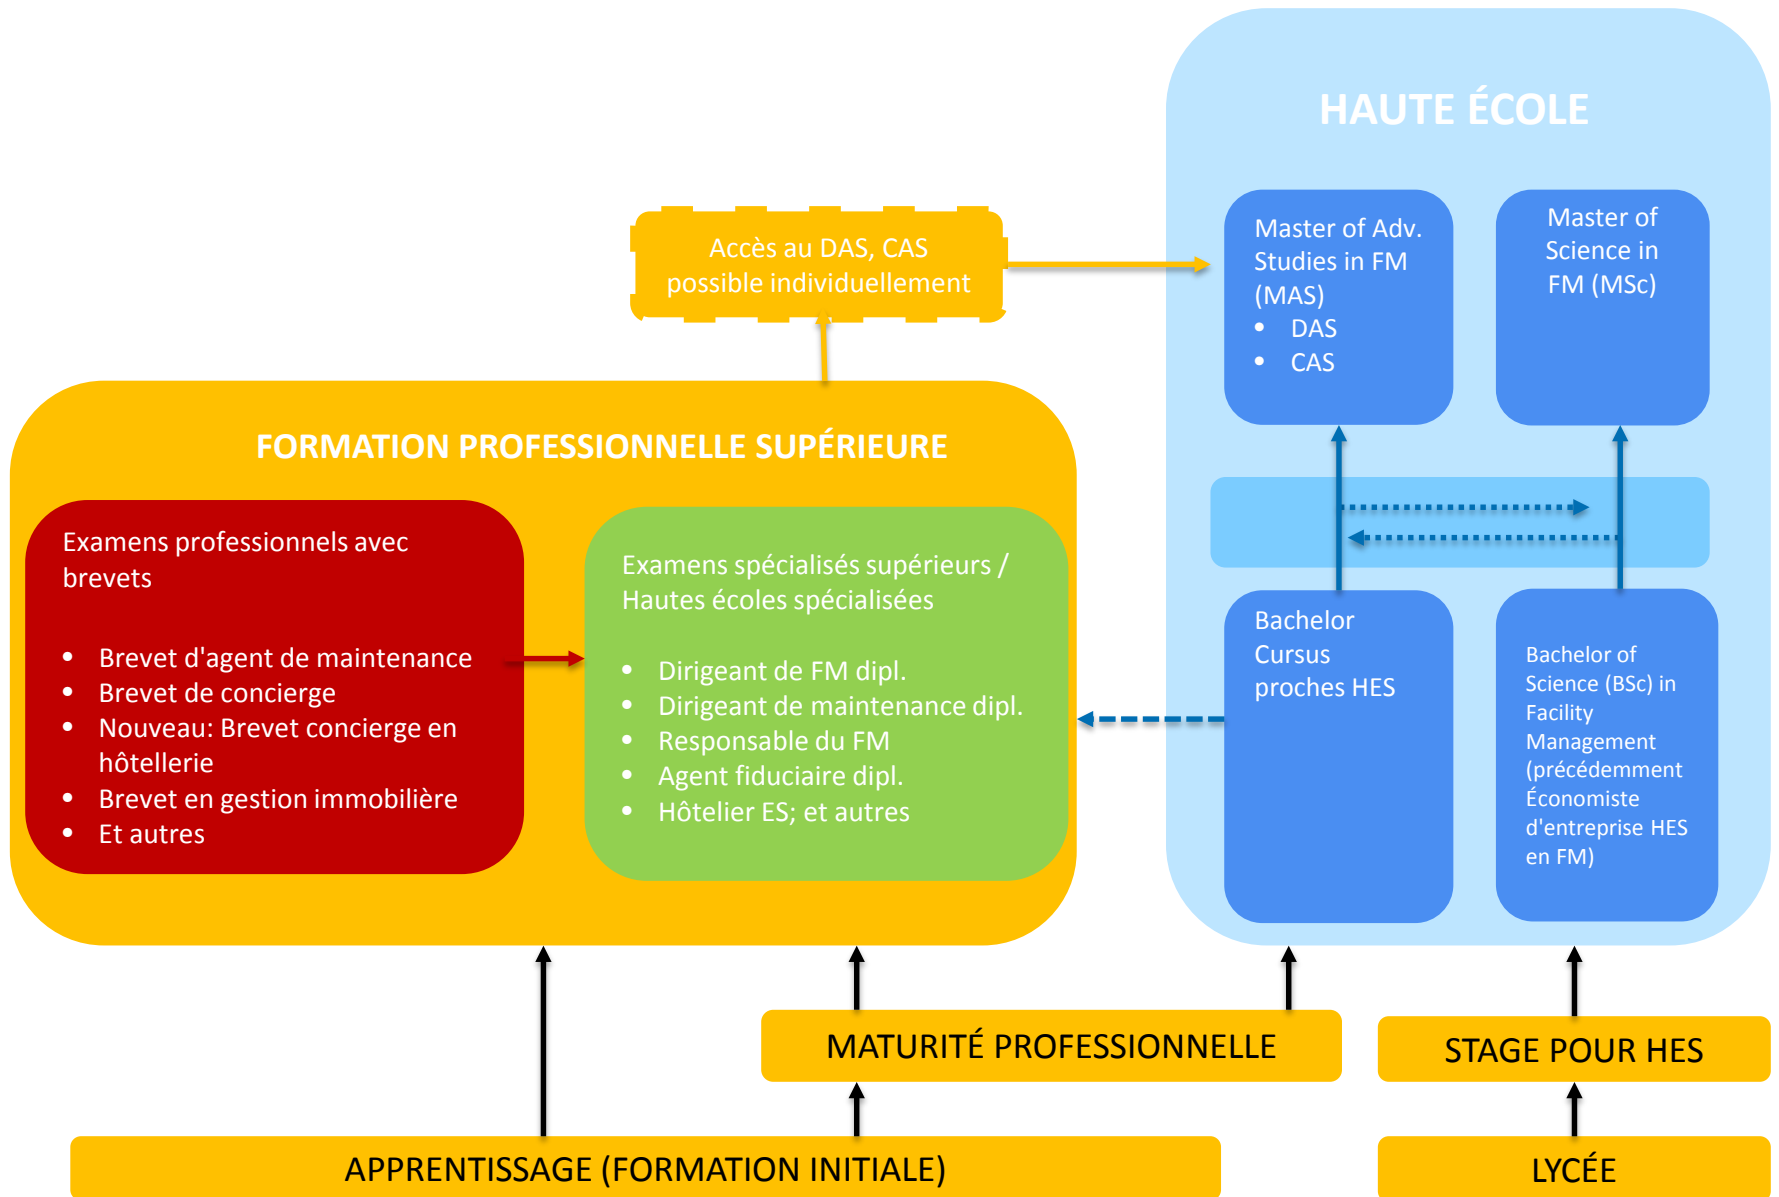 HAUTE ÉCOLE
Master of Adv.
Studies in FM
(MAS)
• DAS
• CAS
Master of
Science in
FM (MSc)
Accès au DAS, CAS
possible individuellement
FORMATION PROFESSIONNELLE SUPÉRIEURE
Examens professionnels avec
brevets
• Brevet d'agent de maintenance
• Brevet de concierge
• Nouveau: Brevet concierge en
hôtellerie
• Brevet en gestion immobilière
• Et autres
Examens spécialisés supérieurs /
Hautes écoles spécialisées
• Dirigeant de FM dipl.
• Dirigeant de maintenance dipl.
• Responsable du FM
• Agent fiduciaire dipl.
• Hôtelier ES; et autres
Bachelor
Cursus
proches HES
Bachelor of
Science (BSc) in
Facility
Management
(précédemment
Économiste
d'entreprise HES
en FM)
MATURITÉ PROFESSIONNELLE
STAGE POUR HES
APPRENTISSAGE (FORMATION INITIALE)
LYCÉE